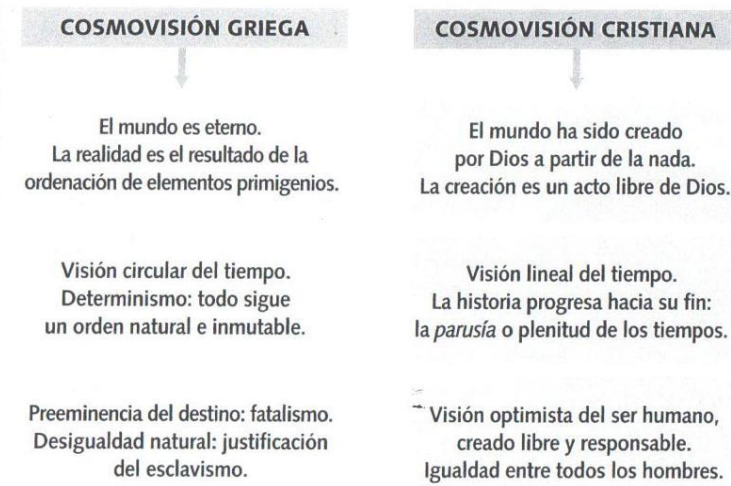 COSMOVISIÓN GRIEGA
El mundo es eterno.
La realidad es el resultado de la
ordenación de elementos primigenios.
Visión circular del tiempo.
Determinismo: todo sigue
un orden natural e inmutable.
Preeminencia del destino: fatalismo.
Desigualdad natural: justificación
del esclavismo.
COSMOVISIÓN CRISTIANA
El mundo ha sido creado
por Dios a partir de la nada.
La creación es un acto libre de Dios.
Visión lineal del tiempo.
La historia progresa hacia su fin:
la parusía o plenitud de los tiempos.
Visión optimista del ser humano,
creado libre y responsable.
Igualdad entre todos los hombres.